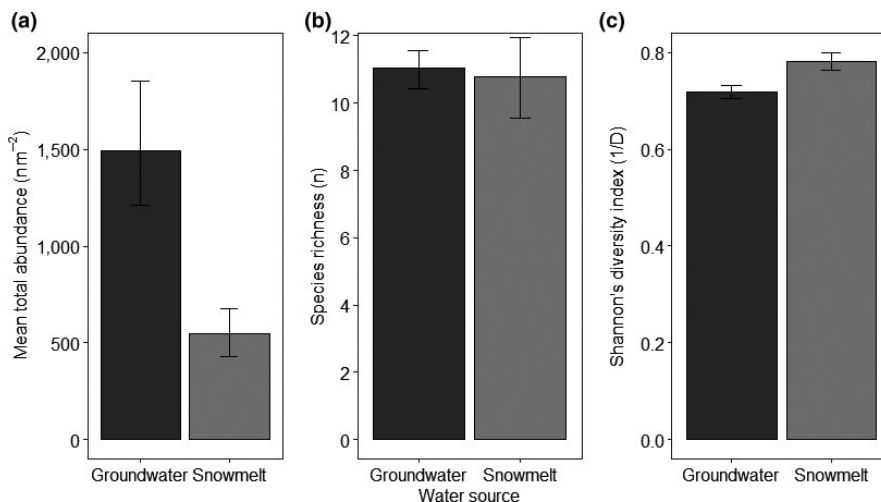 (a)
Mean total abundance (nm⁻²)
2,000
1,500
1,000
500
0
Groundwater Snowmelt
(b)
Species richness (n)
12
10
8
6
4
2
0
Groundwater Snowmelt
Water source
(c)
Shannon's diversity index (1/D)
0.8
0.6
0.4
0.2
0.0
Groundwater Snowmelt